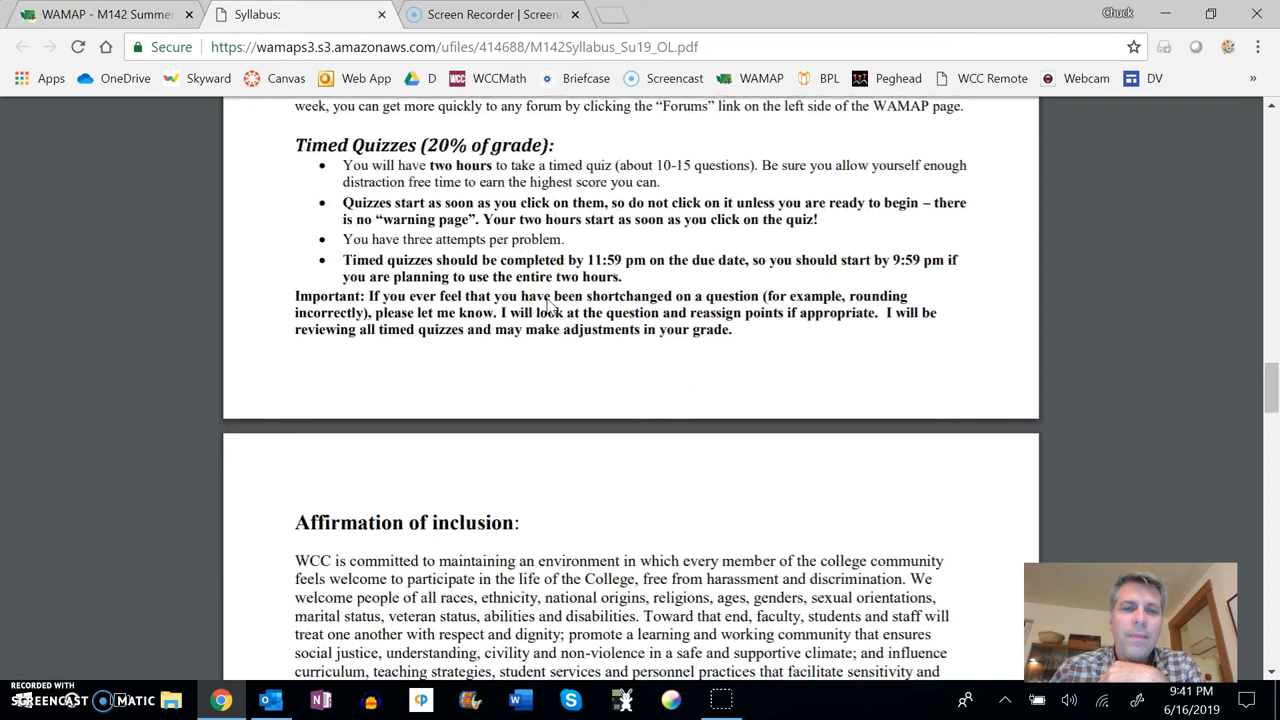 WAMAP - M142 Summer
Syllabus:
Screen Recorder | Screen
Chuck
Secure
https://wamaps3.s3.amazonaws.com/ufiles/414688/M142Syllabus_Su19_OL.pdf
Apps
OneDrive
Skyward
Canvas
Web App
D
WCCMath
Briefcase
Screencast
WAMAP
BPL
Peghead
WCC Remote
Webcam
DV
»
week, you can get more quickly to any forum by clicking the “Forums” link on the left side of the WAMAP page.
Timed Quizzes (20% of grade):
• You will have two hours to take a timed quiz (about 10-15 questions). Be sure you allow yourself enough
distraction free time to earn the highest score you can.
• Quizzes start as soon as you click on them, so do not click on it unless you are ready to begin – there
is no “warning page”. Your two hours start as soon as you click on the quiz!
• You have three attempts per problem.
• Timed quizzes should be completed by 11:59 pm on the due date, so you should start by 9:59 pm if
you are planning to use the entire two hours.
Important: If you ever feel that you have been shortchanged on a question (for example, rounding
incorrectly), please let me know. I will look at the question and reassign points if appropriate. I will be
reviewing all timed quizzes and may make adjustments in your grade.
Affirmation of inclusion:
WCC is committed to maintaining an environment in which every member of the college community
feels welcome to participate in the life of the College, free from harassment and discrimination. We
welcome people of all races, ethnicity, national origins, religions, ages, genders, sexual orientations,
marital status, veteran status, abilities and disabilities. Toward that end, faculty, students and staff will
treat one another with respect and dignity; promote a learning and working community that ensures
social justice, understanding, civility and non-violence in a safe and supportive climate; and influence
curriculum, teaching strategies, student services and personnel practices that facilitate sensitivity and
RECORDED WITH
SCREENCAST MATIC
9:41 PM
6/16/2019